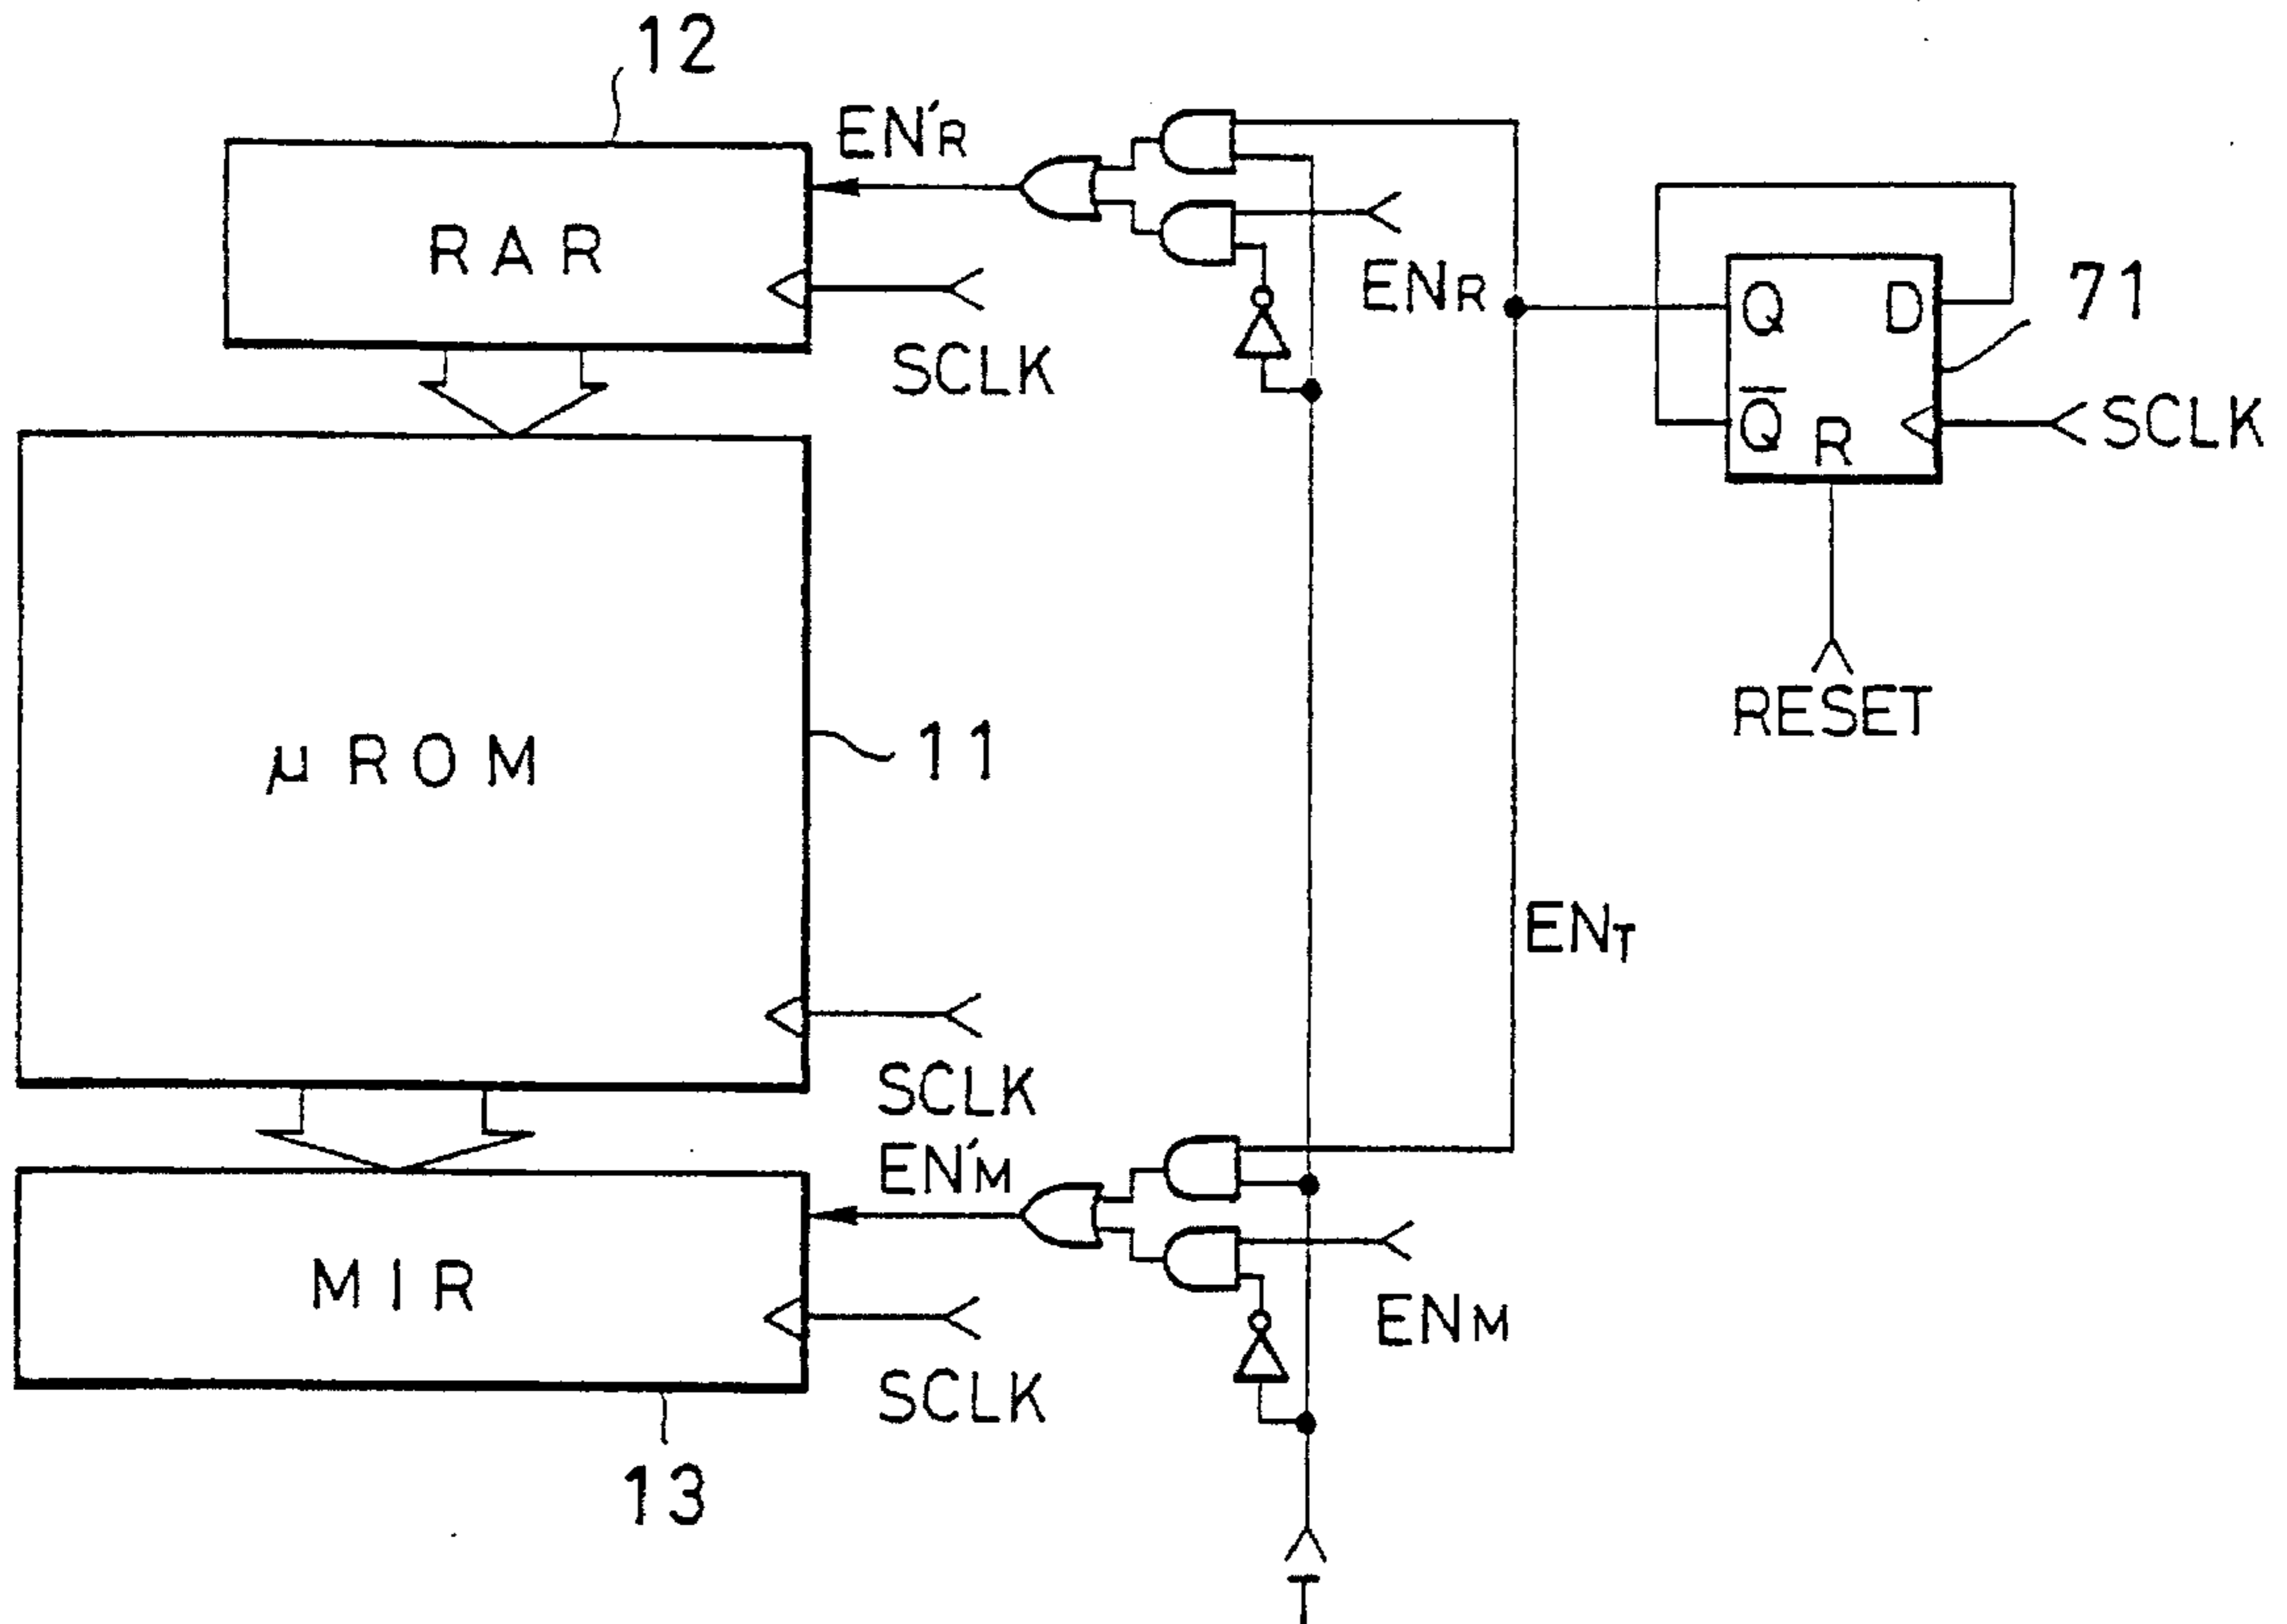 12
EN'R
RAR
SCLK
ENR
Q D
Q̅ R
71
SCLK
RESET
μROM
11
ENT
SCLK
EN'M
MIR
SCLK
ENM
13
T